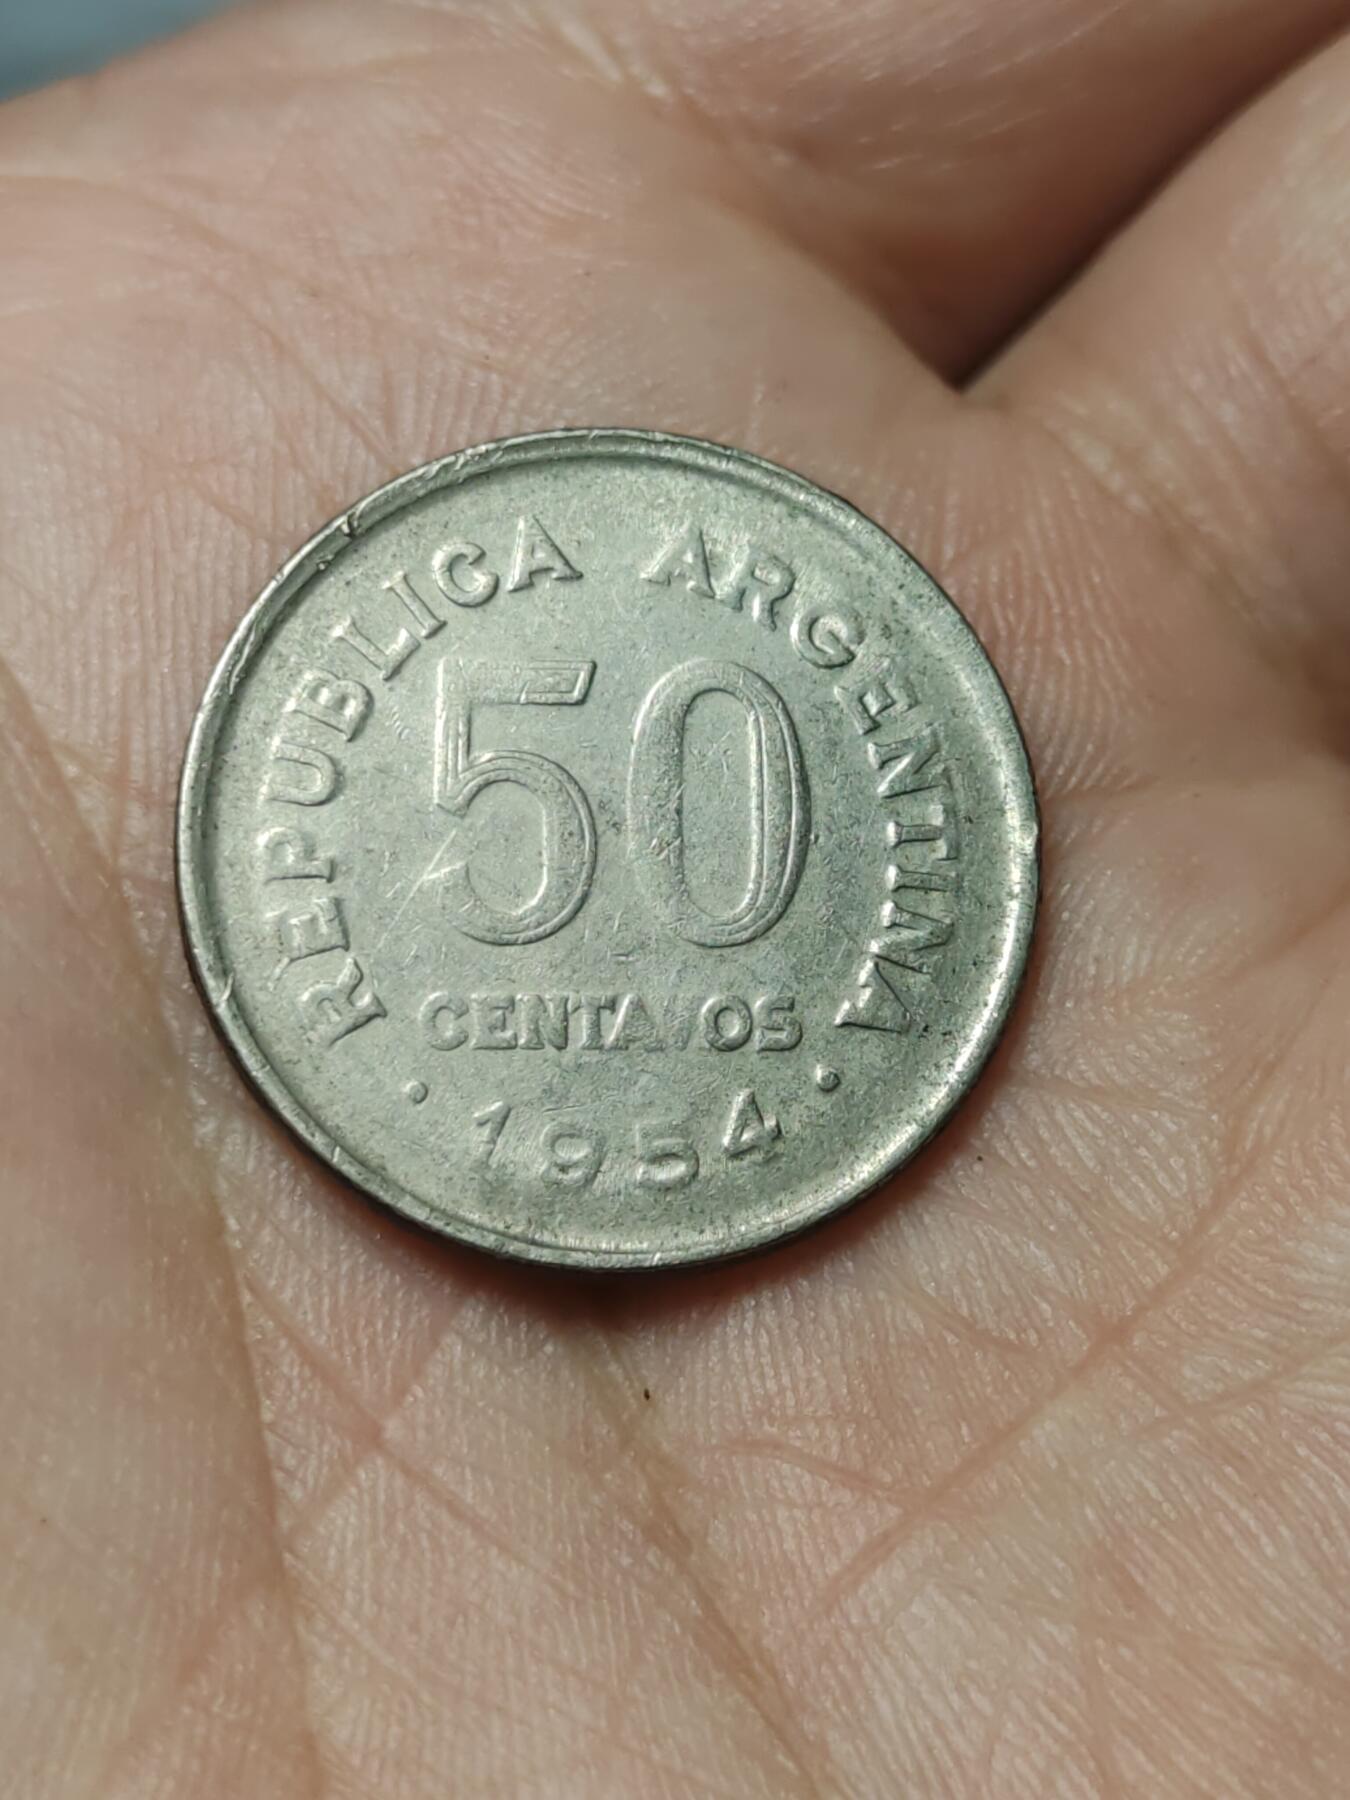 REPUBLICA ARGENTINA
50
CENTAVOS
· 1954 ·